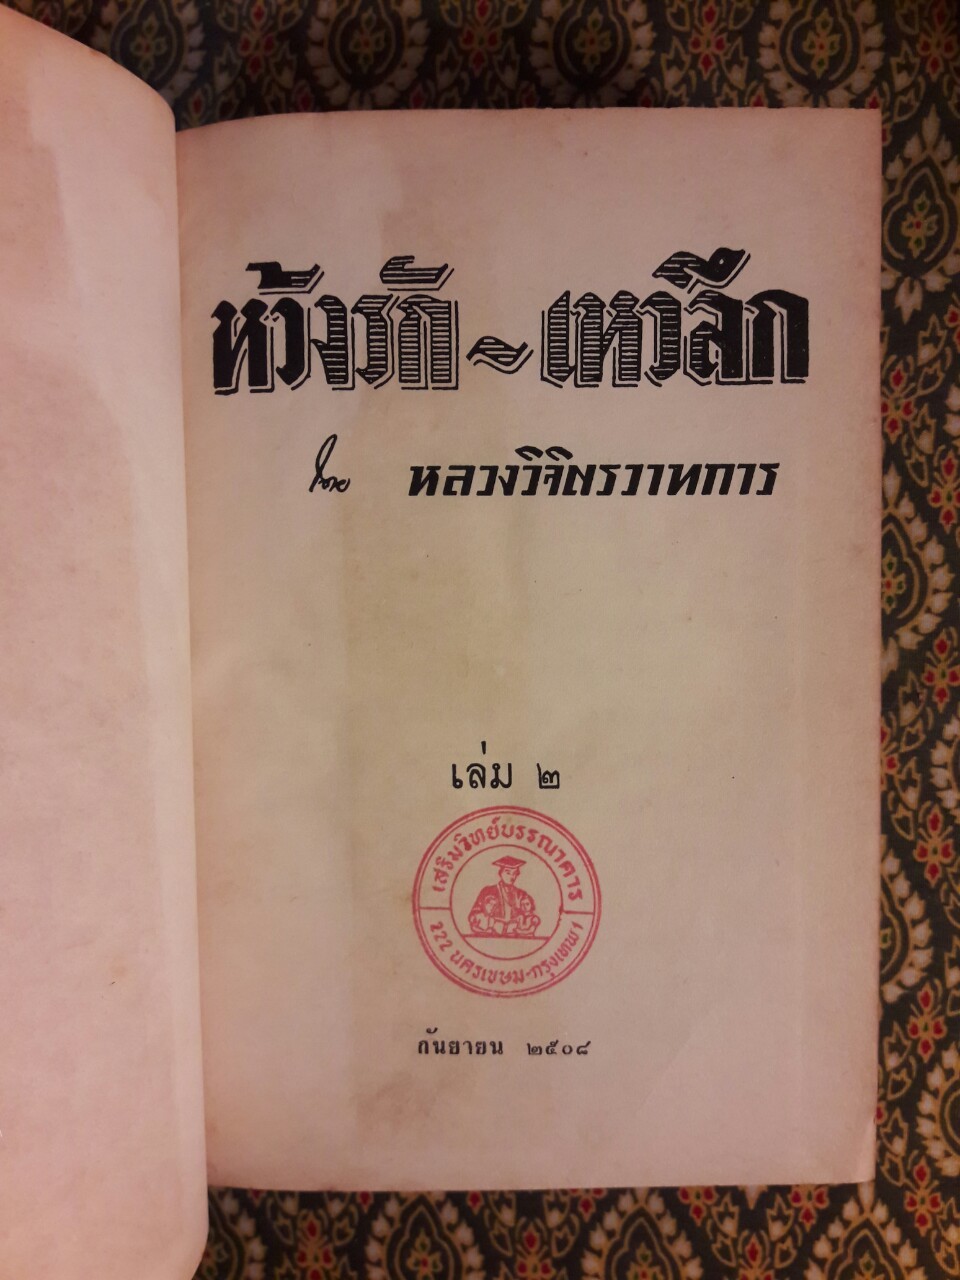 ห้วงรัก~เหวลึก
โดย หลวงวิจิตรวาทการ
เล่ม ๒
เสริมวิทย์บรรณาคาร
222 นครเขษม-กรุงเทพฯ
กันยายน ๒๕๐๘